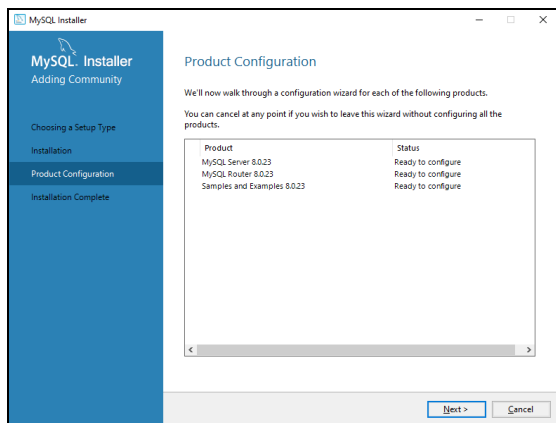 MySQL Installer
MySQL. Installer
Adding Community
Choosing a Setup Type
Installation
Product Configuration
Installation Complete
Product Configuration
We'll now walk through a configuration wizard for each of the following products.
You can cancel at any point if you wish to leave this wizard without configuring all the
products.
Product Status
MySQL Server 8.0.23 Ready to configure
MySQL Router 8.0.23 Ready to configure
Samples and Examples 8.0.23 Ready to configure
Next >
Cancel